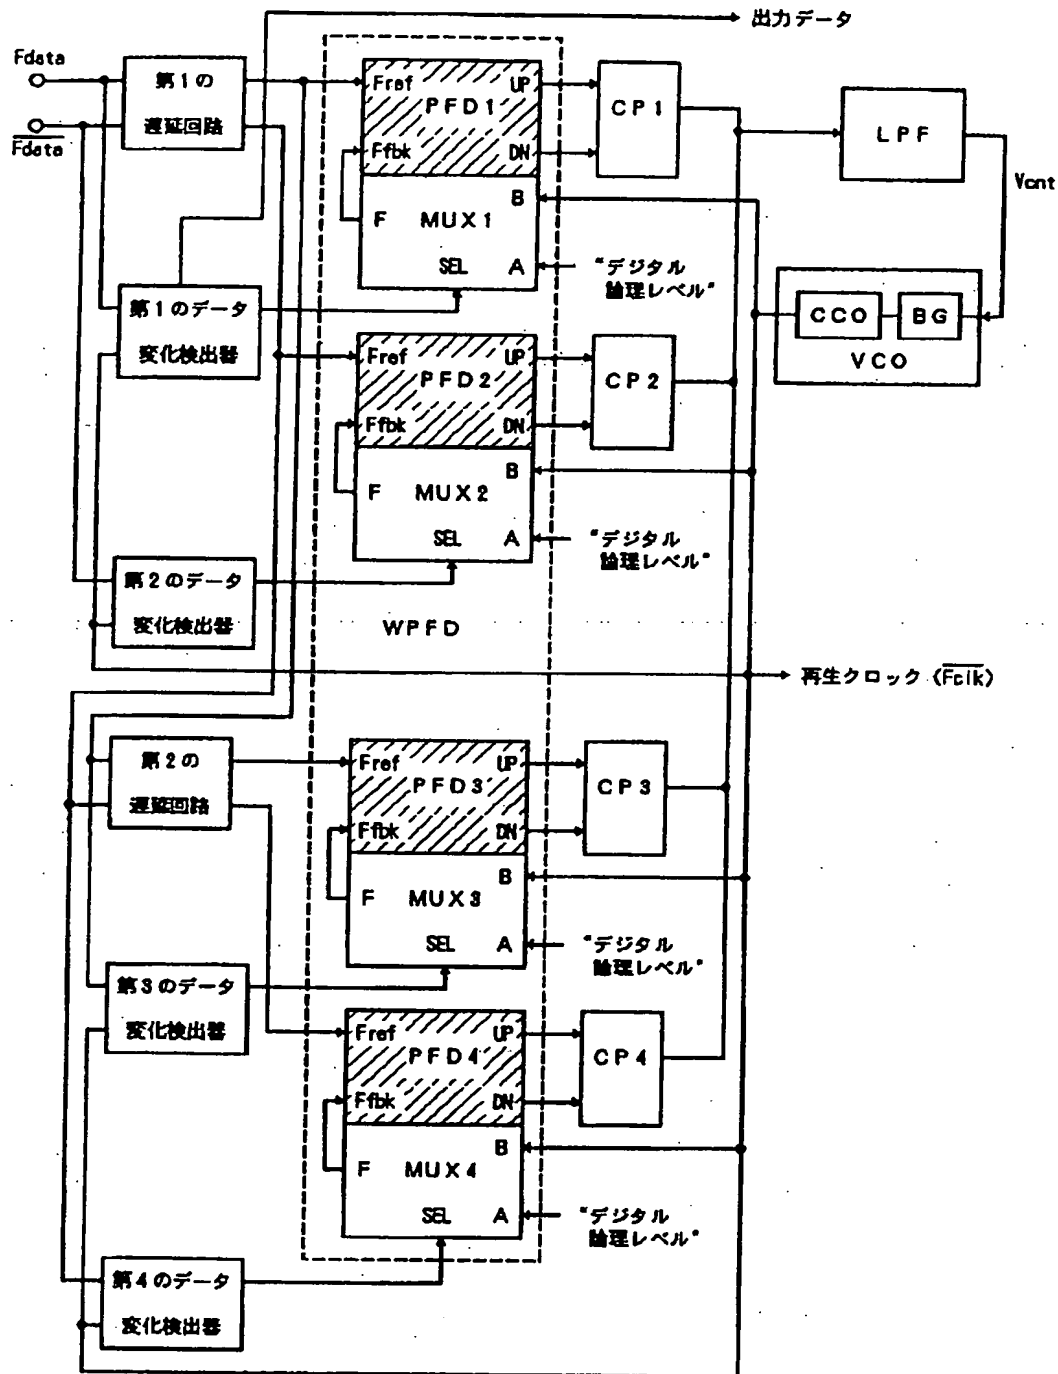 出力データ
Fdata
Fdata
第1の
遅延回路
Fref
UP
PFD1
Ffbk
DN
F
MUX1
B
SEL
A
"デジタル
論理レベル"
CP1
LPF
Vcnt
CCO
BG
VCO
第1のデータ
変化検出器
Fref
UP
PFD2
Ffbk
DN
F
MUX2
B
SEL
A
"デジタル
論理レベル"
CP2
第2のデータ
変化検出器
WPFD
再生クロック (Fclk)
第2の
遅延回路
Fref
UP
PFD3
Ffbk
DN
F
MUX3
B
SEL
A
"デジタル
論理レベル"
CP3
第3のデータ
変化検出器
Fref
UP
PFD4
Ffbk
DN
F
MUX4
B
SEL
A
"デジタル
論理レベル"
CP4
第4のデータ
変化検出器